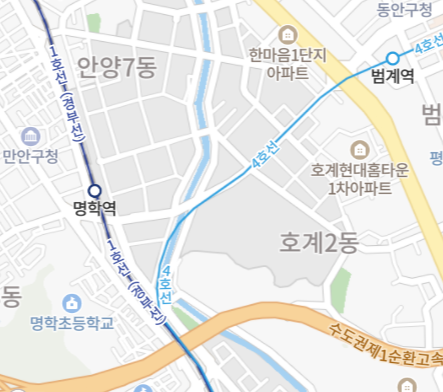 동안구청
4호선
한마음1단지
아파트
범계역
1호선(경부선)
안양7동
범
만안구청
4호선
호계현대홈타운
1차아파트
평
명학역
호계2동
1호선(경부선)
4호선
동
명학초등학교
수도권제1순환고속